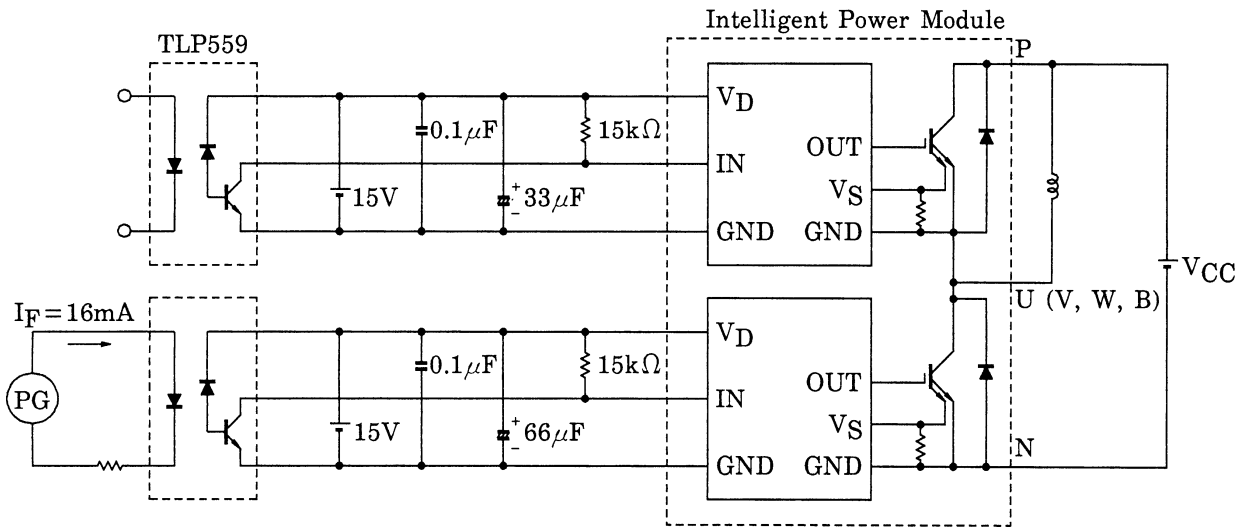 Intelligent Power Module
TLP559
P
V_D
0.1μF
15kΩ
OUT
IN
V_S
15V
+
-
33μF
GND
GND
V_CC
U (V, W, B)
I_F=16mA
V_D
0.1μF
15kΩ
OUT
PG
IN
V_S
15V
+
-
66μF
N
GND
GND